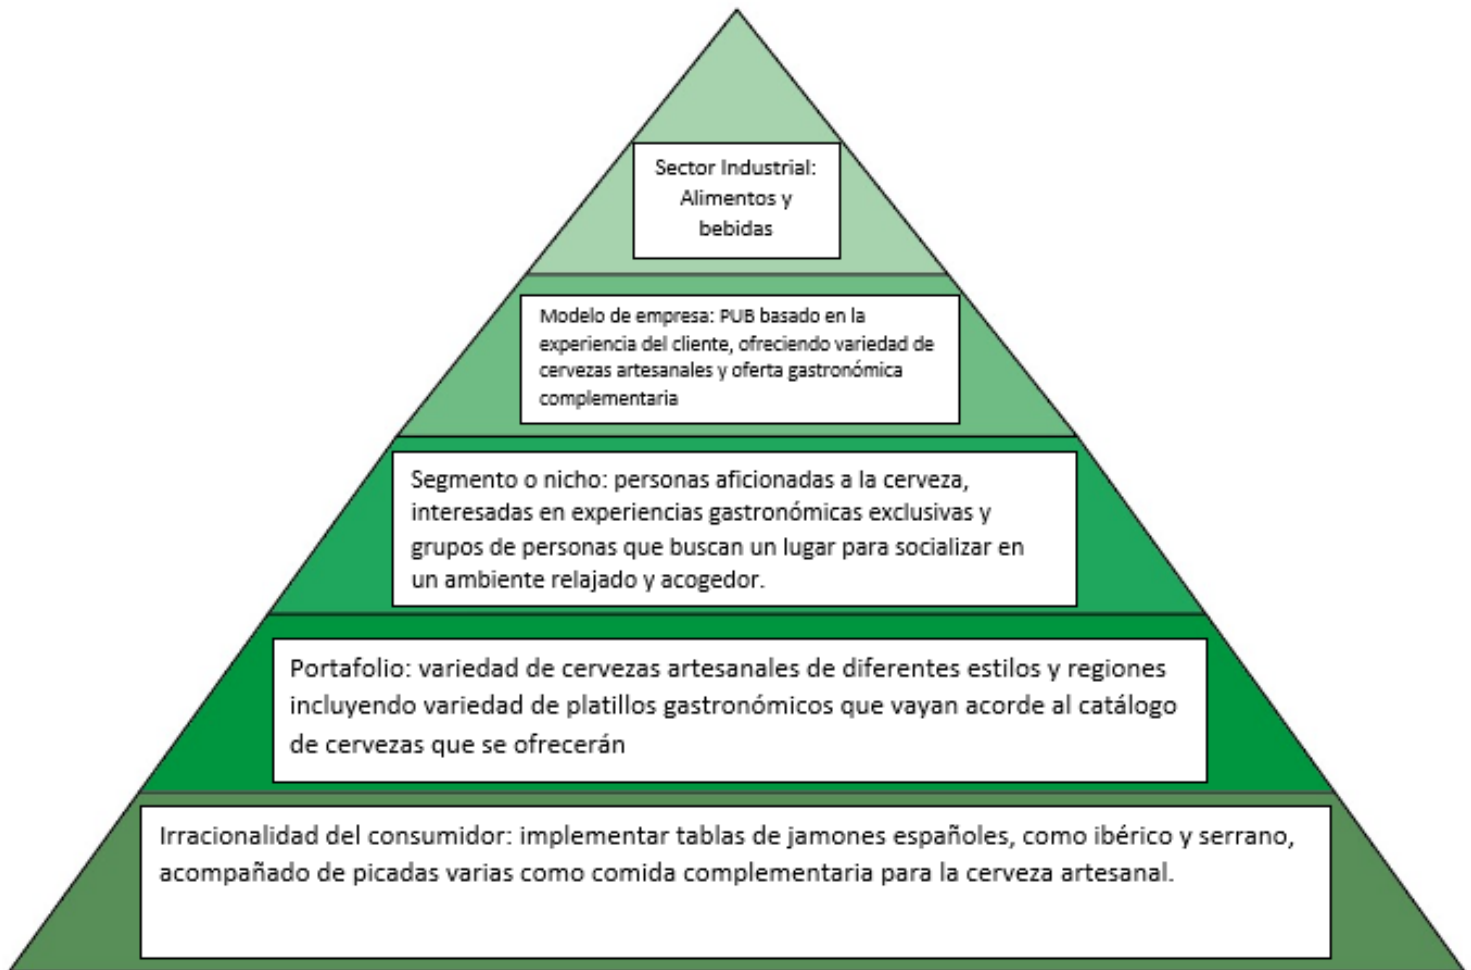 Sector Industrial:
Alimentos y
bebidas
Modelo de empresa: PUB basado en la
experiencia del cliente, ofreciendo variedad de
cervezas artesanales y oferta gastronómica
complementaria
Segmento o nicho: personas aficionadas a la cerveza,
interesadas en experiencias gastronómicas exclusivas y
grupos de personas que buscan un lugar para socializar en
un ambiente relajado y acogedor.
Portafolio: variedad de cervezas artesanales de diferentes estilos y regiones
incluyendo variedad de platillos gastronómicos que vayan acorde al catálogo
de cervezas que se ofrecerán
Irracionalidad del consumidor: implementar tablas de jamones españoles, como ibérico y serrano,
acompañado de picadas varias como comida complementaria para la cerveza artesanal.